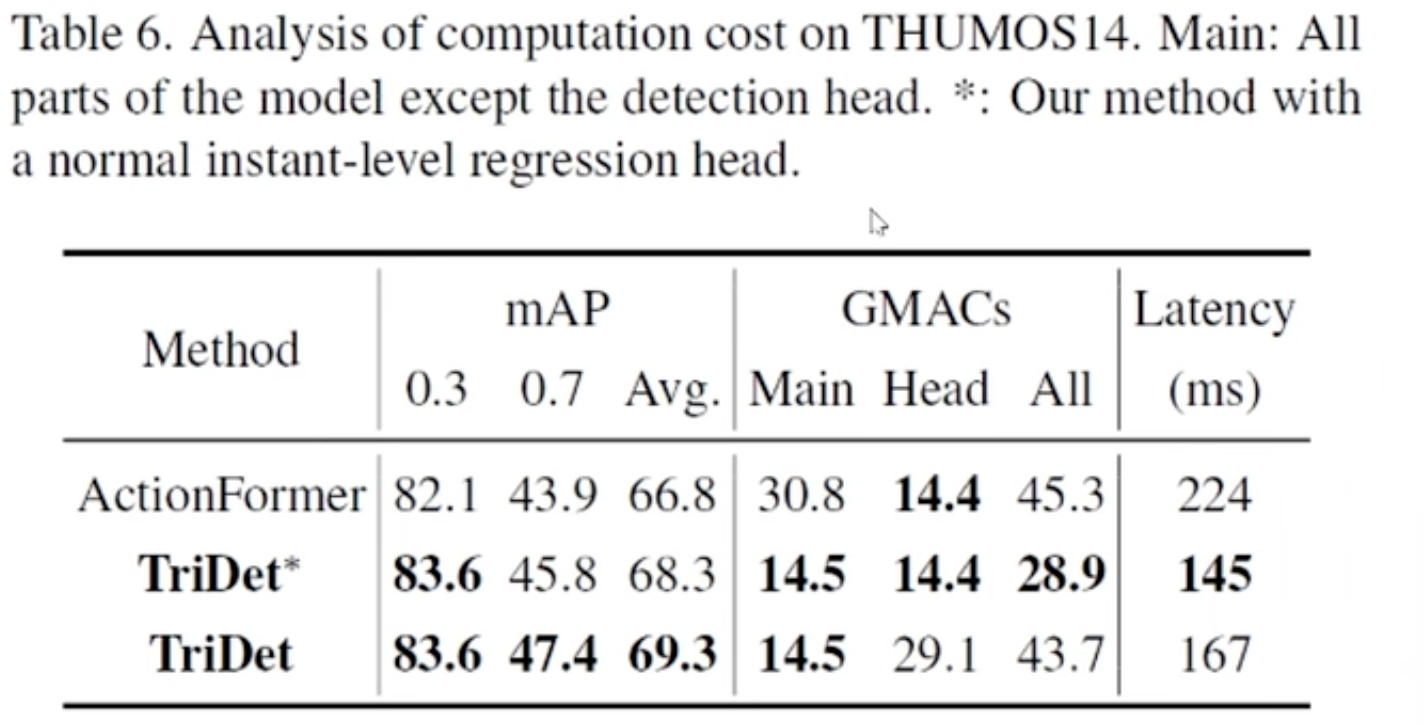 Table 6. Analysis of computation cost on THUMOS14. Main: All
parts of the model except the detection head. *: Our method with
a normal instant-level regression head.
Method mAP GMACs Latency
0.3 0.7 Avg. Main Head All (ms)
ActionFormer 82.1 43.9 66.8 30.8 14.4 45.3 224
TriDet* 83.6 45.8 68.3 14.5 14.4 28.9 145
TriDet 83.6 47.4 69.3 14.5 29.1 43.7 167